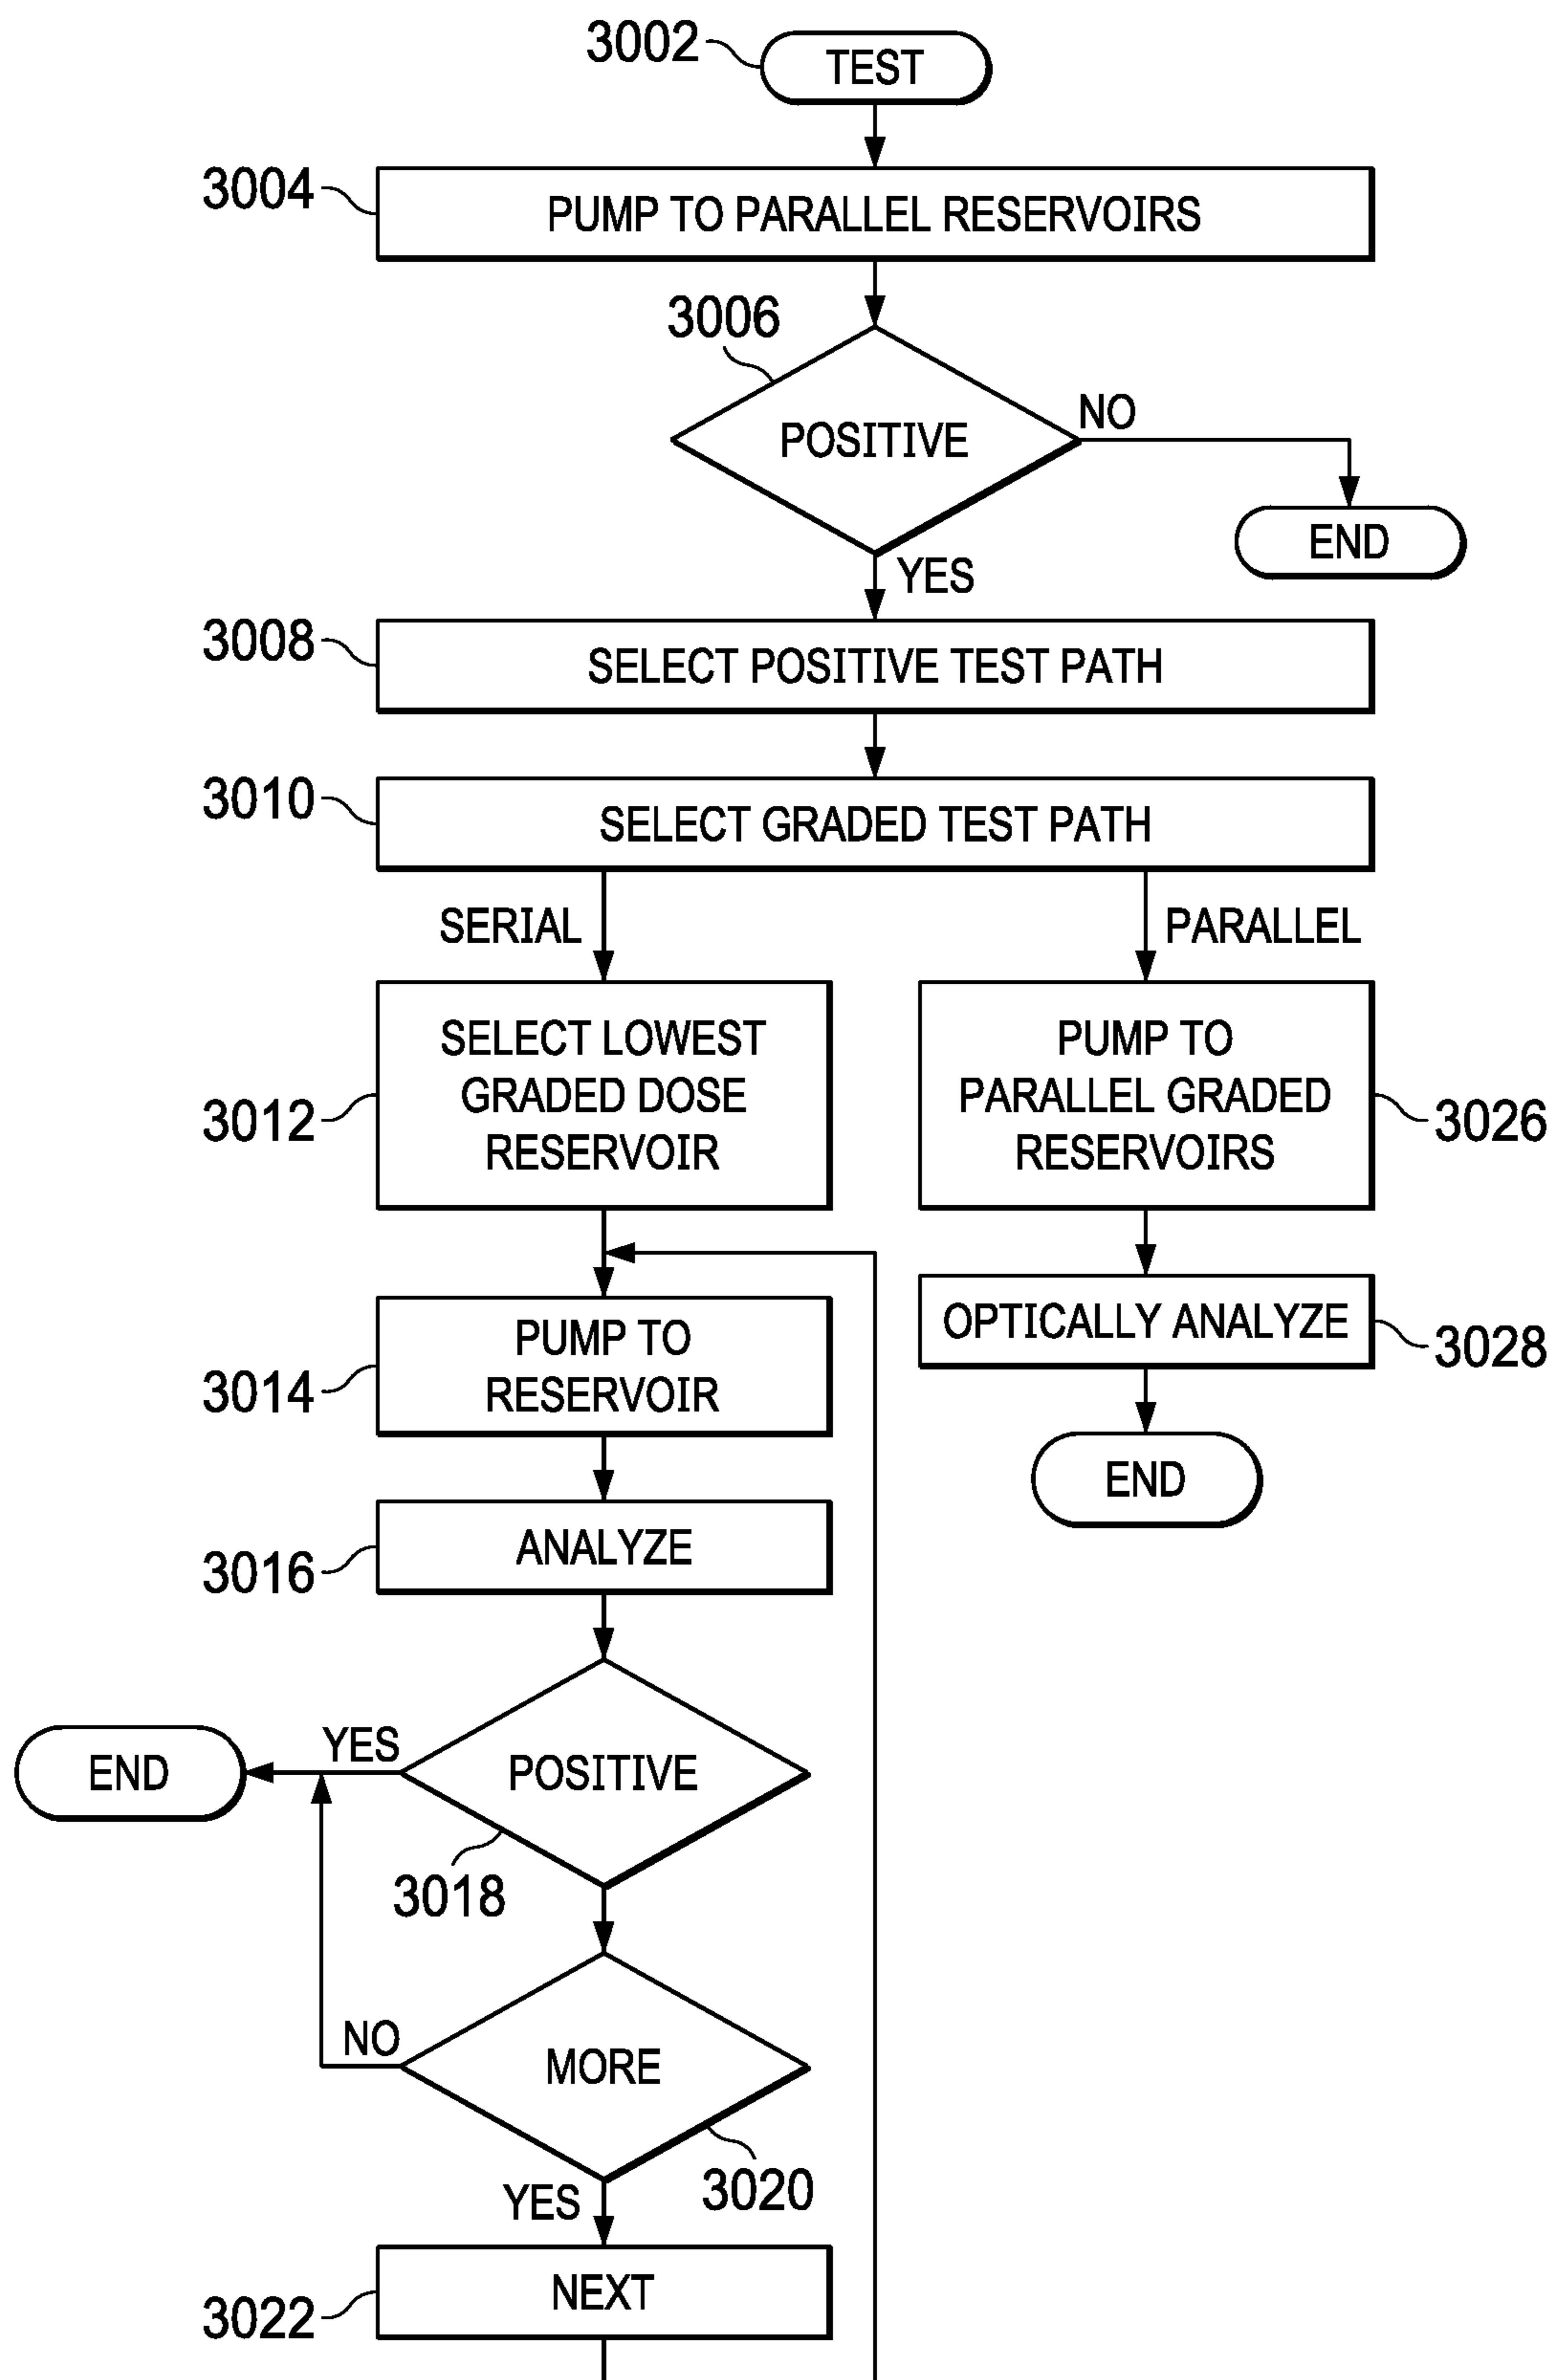 3002
TEST
3004
PUMP TO PARALLEL RESERVOIRS
3006
POSITIVE
NO
END
YES
3008
SELECT POSITIVE TEST PATH
3010
SELECT GRADED TEST PATH
SERIAL
PARALLEL
3012
SELECT LOWEST
GRADED DOSE
RESERVOIR
PUMP TO
PARALLEL GRADED
RESERVOIRS
3026
3014
PUMP TO
RESERVOIR
OPTICALLY ANALYZE
3028
END
3016
ANALYZE
END
YES
POSITIVE
3018
NO
MORE
3020
YES
3022
NEXT